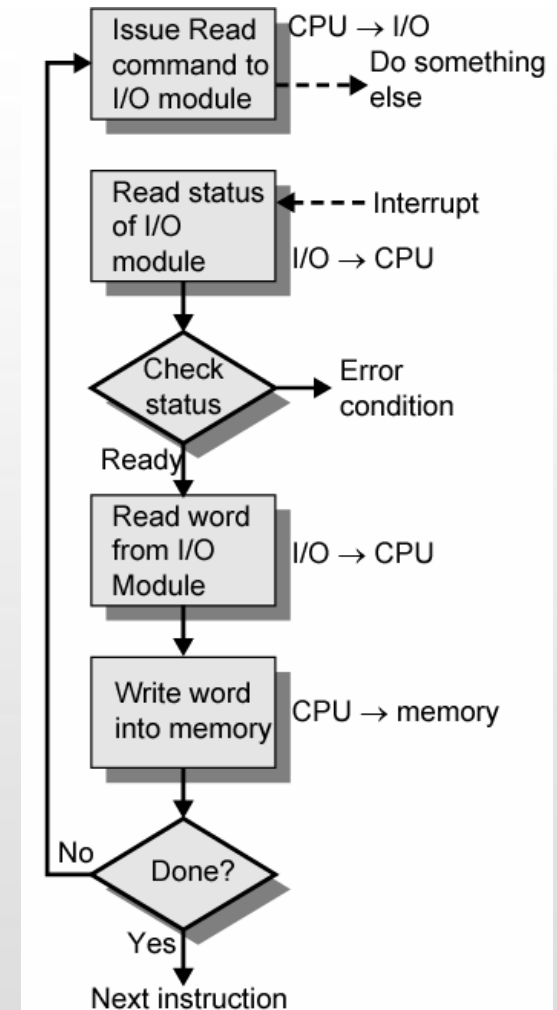 Issue Read
command to
I/O module
CPU → I/O
Do something
else
Read status
of I/O
module
Interrupt
I/O → CPU
Check
status
Error
condition
Ready
Read word
from I/O
Module
I/O → CPU
Write word
into memory
CPU → memory
No
Done?
Yes
Next instruction